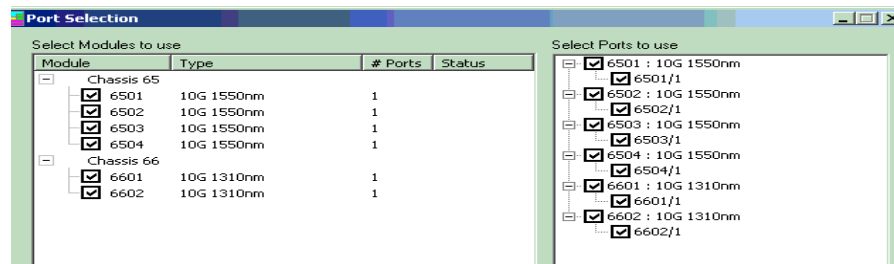 Port Selection
Select Modules to use
Module Type # Ports Status
Chassis 65
6501 10G 1550nm 1
6502 10G 1550nm 1
6503 10G 1550nm 1
6504 10G 1550nm 1
Chassis 66
6601 10G 1310nm 1
6602 10G 1310nm 1
Select Ports to use
6501 : 10G 1550nm
6501/1
6502 : 10G 1550nm
6502/1
6503 : 10G 1550nm
6503/1
6504 : 10G 1550nm
6504/1
6601 : 10G 1310nm
6601/1
6602 : 10G 1310nm
6602/1